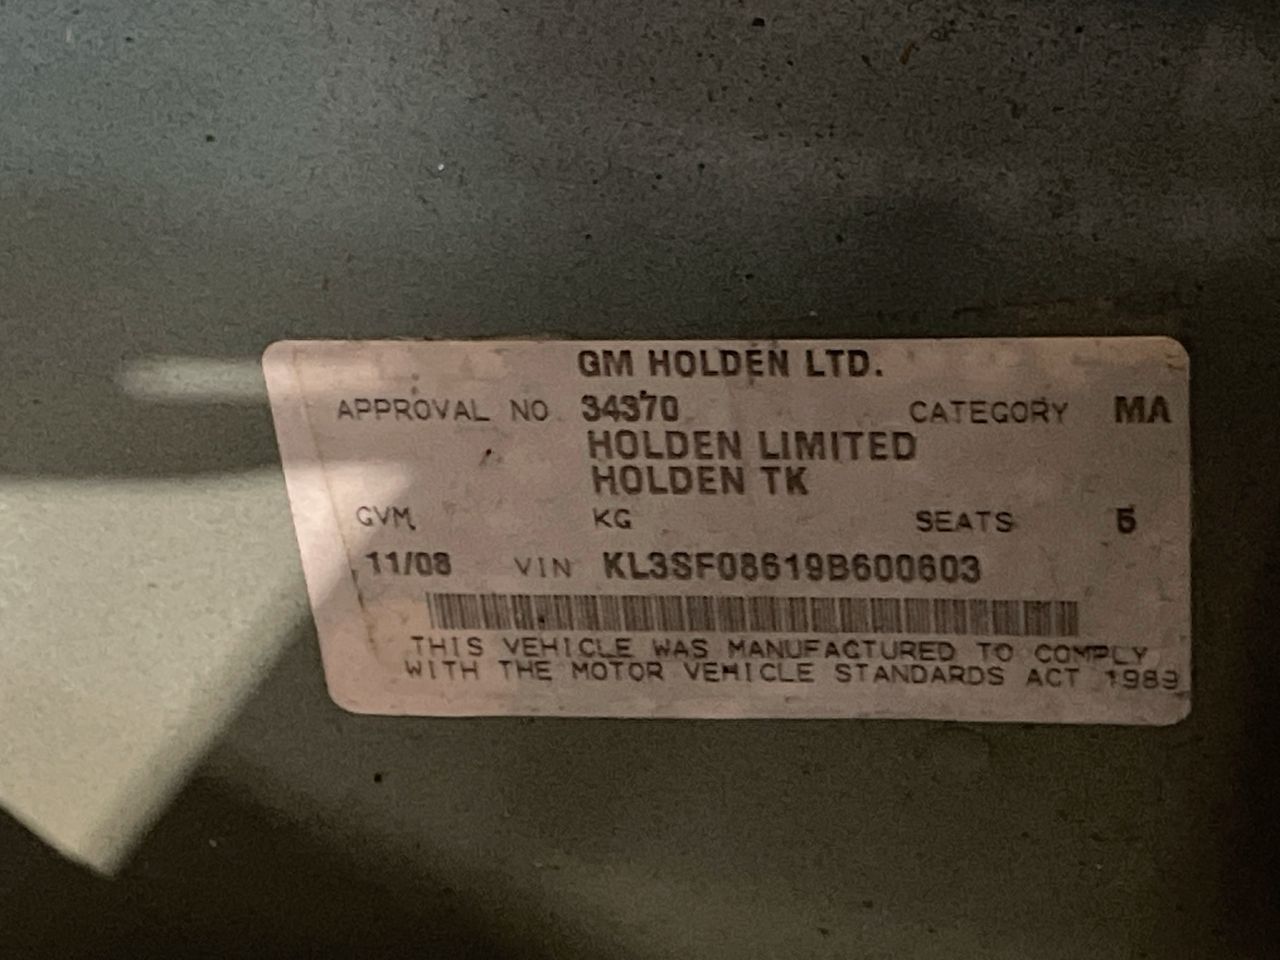 GM HOLDEN LTD.
APPROVAL NO 34370 CATEGORY MA
HOLDEN LIMITED
HOLDEN TK
GVM KG SEATS 5
11/08 VIN KL3SF08619B600603
THIS VEHICLE WAS MANUFACTURED TO COMPLY
WITH THE MOTOR VEHICLE STANDARDS ACT 1989